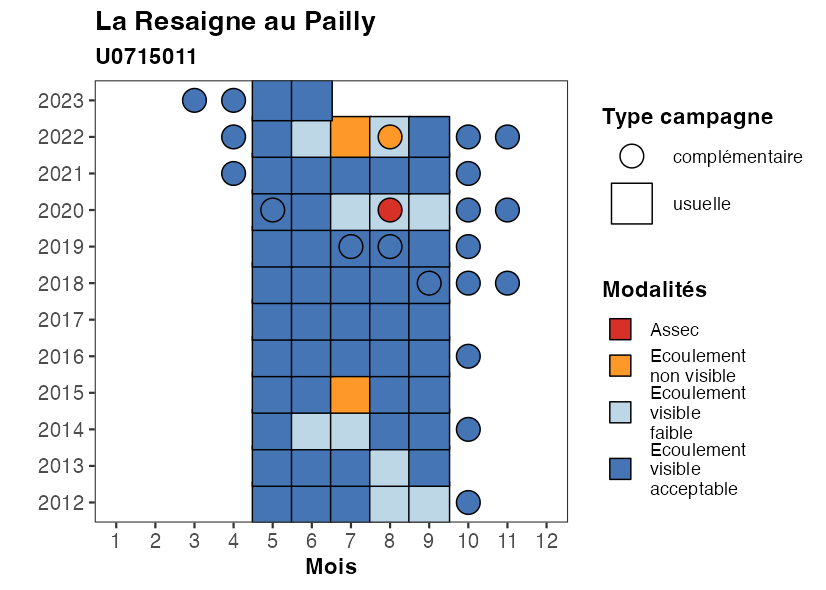 La Resaigne au Pailly
U0715011
2023
2022
2021
2020
2019
2018
2017
2016
2015
2014
2013
2012
1 2 3 4 5 6 7 8 9 10 11 12
Mois
Type campagne
complémentaire
usuelle
Modalités
Assec
Ecoulement
non visible
Ecoulement
visible
faible
Ecoulement
visible
acceptable